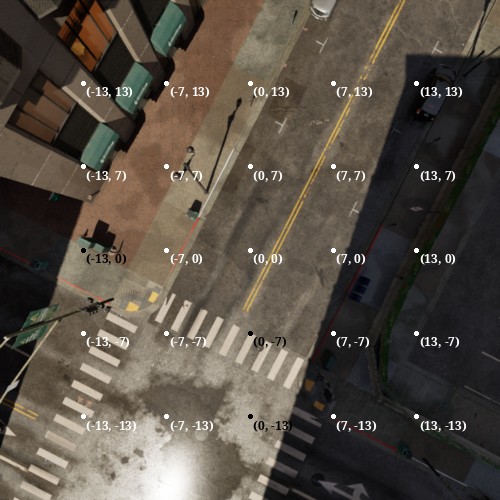 (-13, 13) (-7, 13) (0, 13) (7, 13) (13, 13)
(-13, 7) (-7, 7) (0, 7) (7, 7) (13, 7)
(-13, 0) (-7, 0) (0, 0) (7, 0) (13, 0)
(-13, -7) (-7, -7) (0, -7) (7, -7) (13, -7)
(-13, -13) (-7, -13) (0, -13) (7, -13) (13, -13)